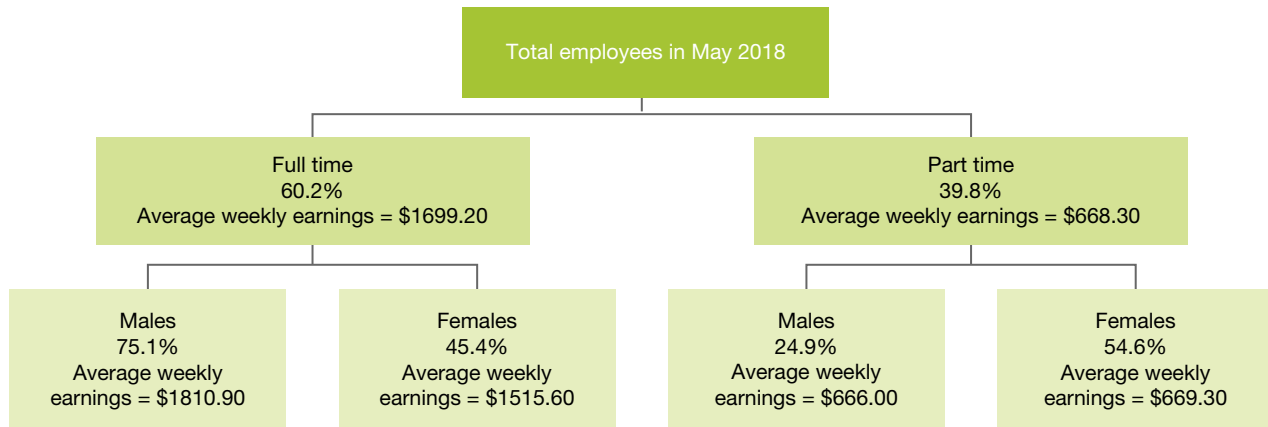 Total employees in May 2018
Full time
60.2%
Average weekly earnings = $1699.20
Part time
39.8%
Average weekly earnings = $668.30
Males
75.1%
Average weekly
earnings = $1810.90
Females
45.4%
Average weekly
earnings = $1515.60
Males
24.9%
Average weekly
earnings = $666.00
Females
54.6%
Average weekly
earnings = $669.30